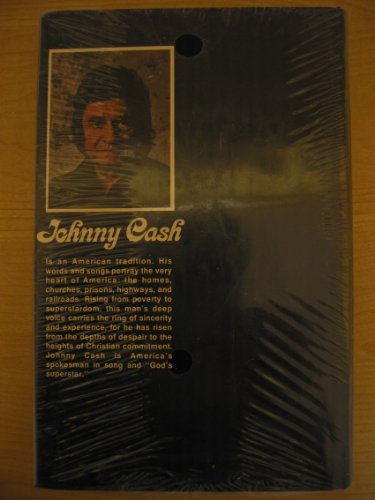 Johnny Cash
Is an American tradition. His
words and songs portray the very
heart of America: the homes,
churches, prisons, highways, and
railroads. Rising from poverty to
superstardom, this man's deep
voice carries the ring of sincerity
and experience, for he has risen
from the depths of despair to the
heights of Christian commitment.
Johnny Cash is America's
spokesman in song and "God's
superstar."